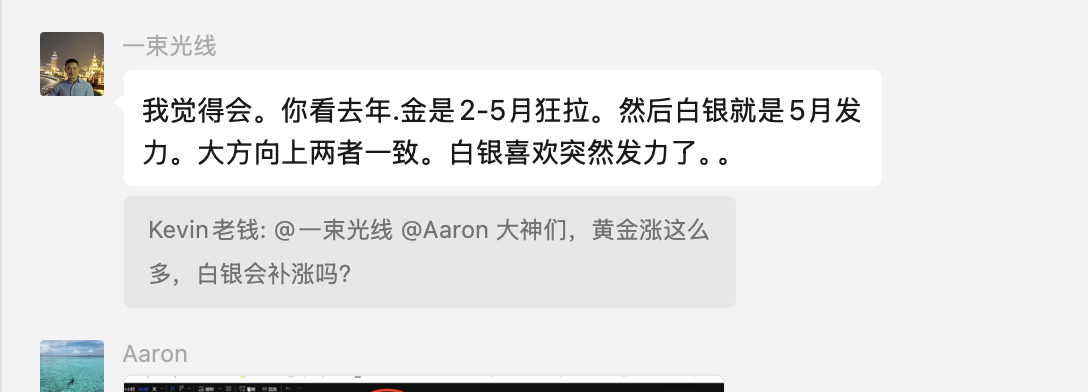 一束光线
我觉得会。你看去年.金是2-5月狂拉。然后白银就是5月发
力。大方向上两者一致。白银喜欢突然发力了。。
Kevin老钱: @一束光线 @Aaron 大神们，黄金涨这么
多，白银会补涨吗?
Aaron